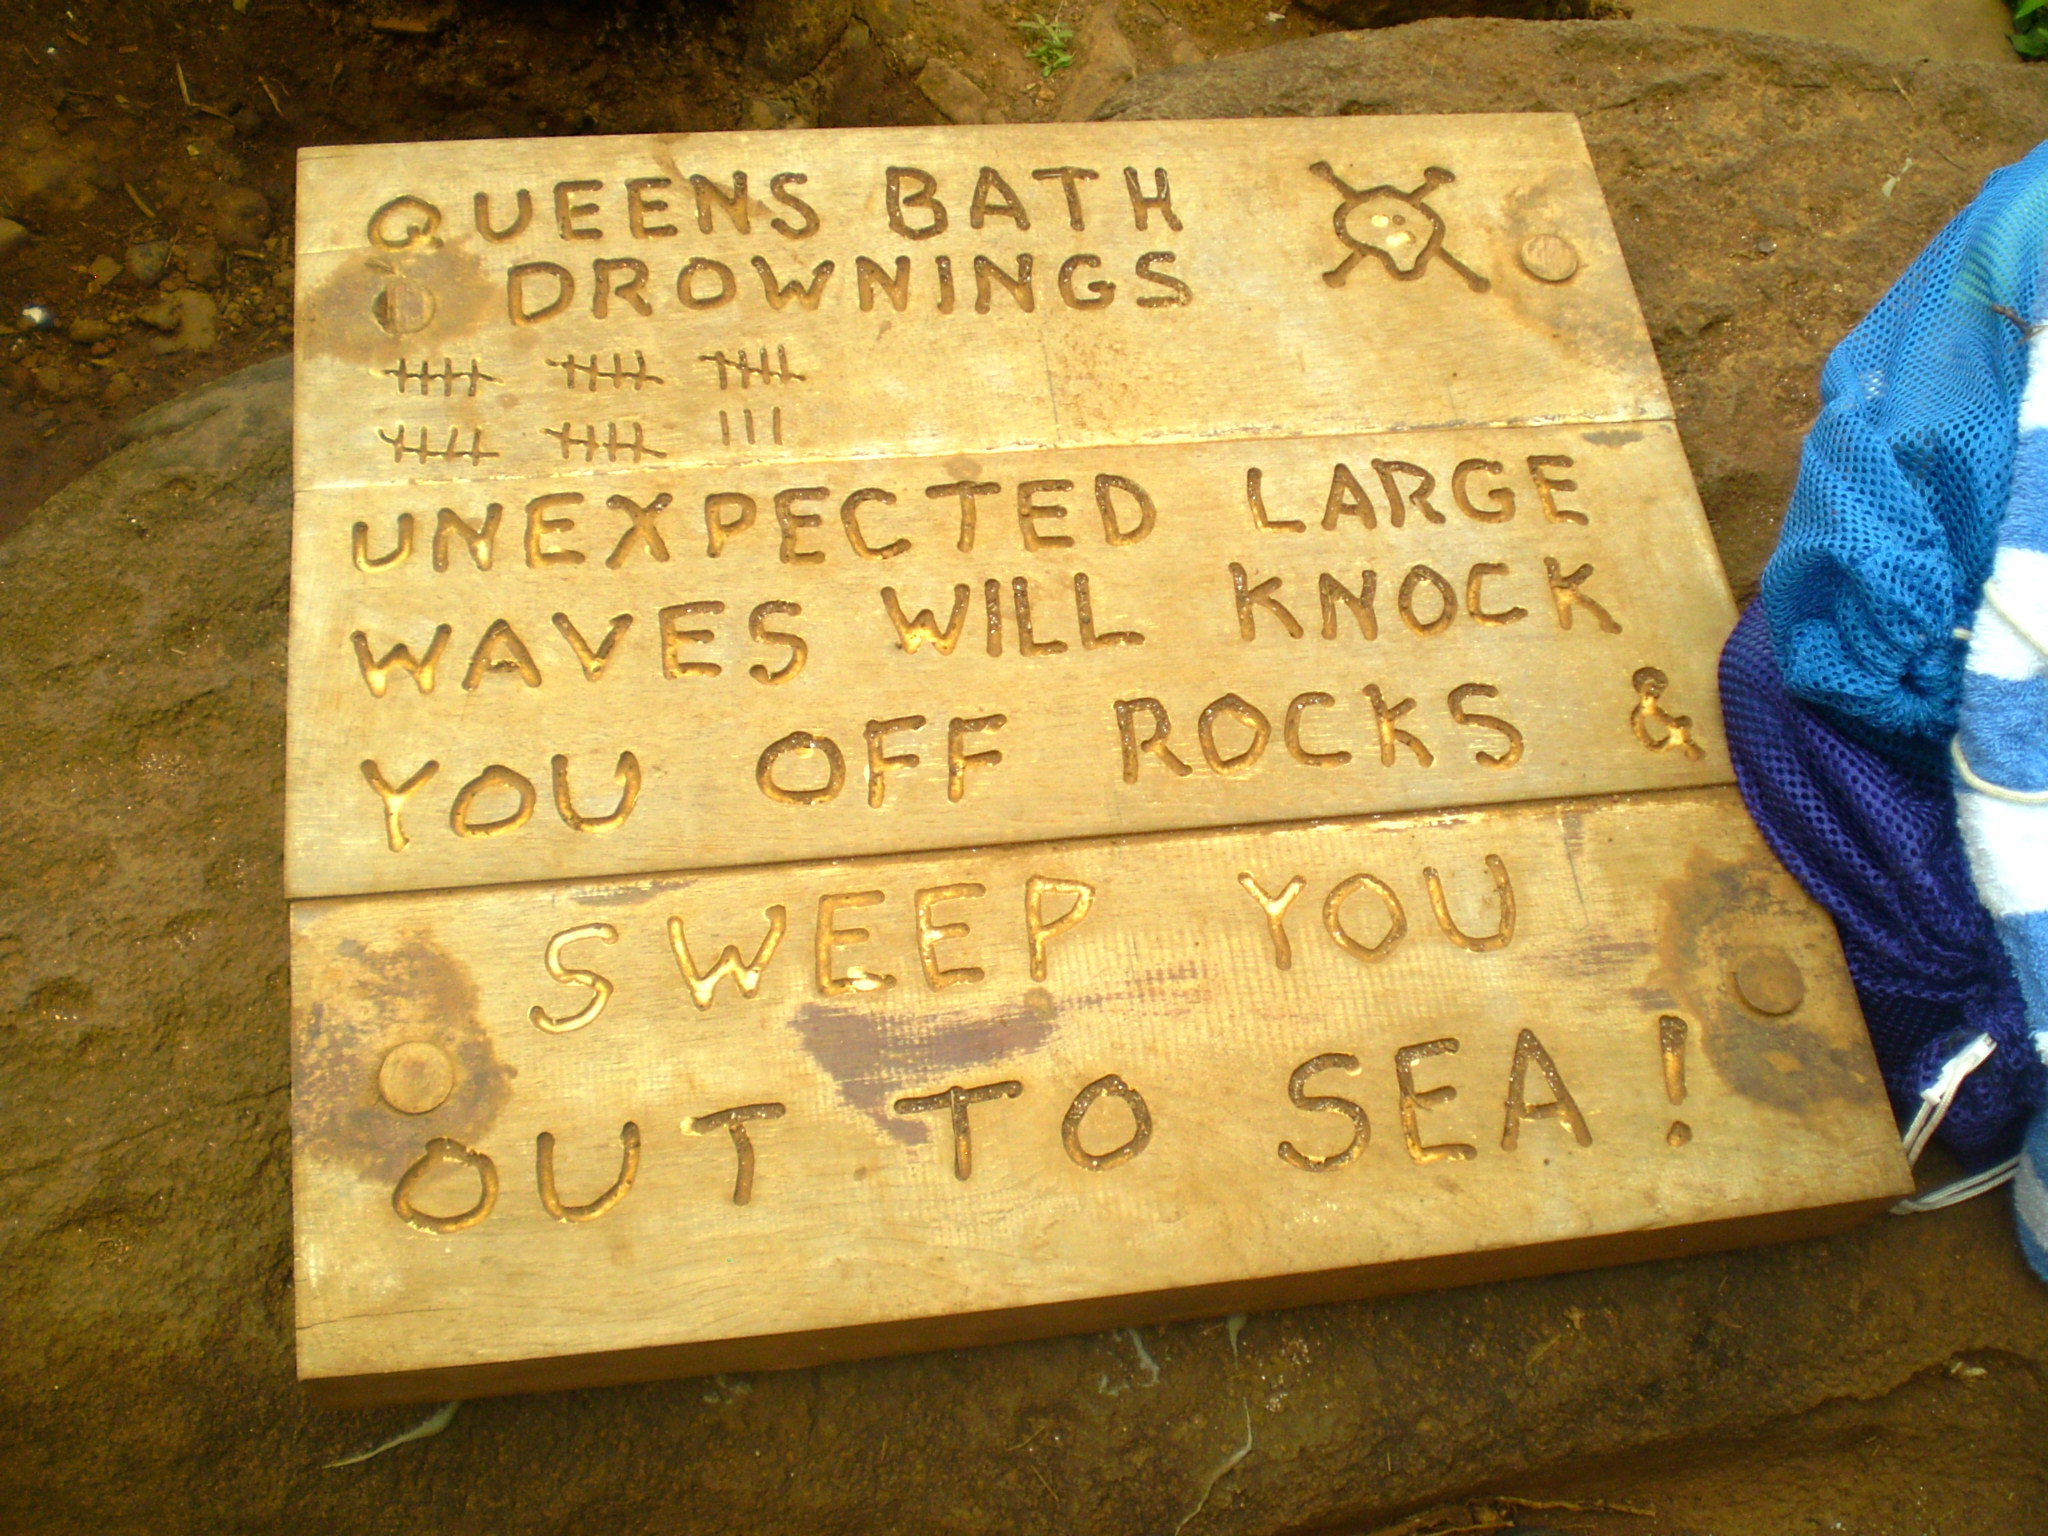 QUEENS BATH
DROWNINGS
UNEXPECTED LARGE
WAVES WILL KNOCK
YOU OFF ROCKS &
SWEEP YOU
OUT TO SEA!